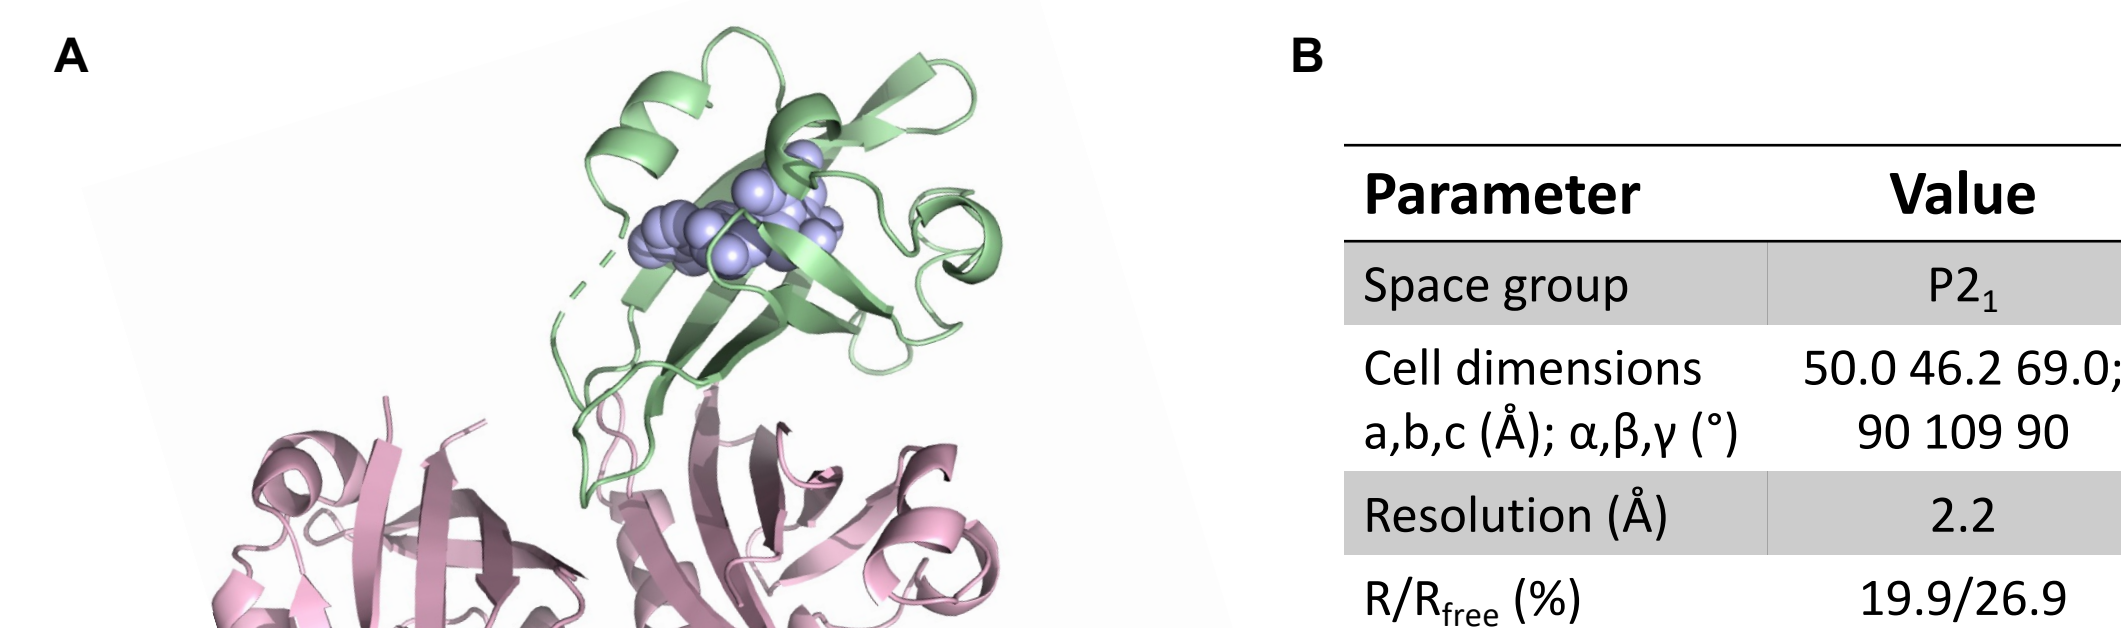 A
B
Parameter Value
Space group P2₁
Cell dimensions 50.0 46.2 69.0;
a,b,c (Å); α,β,γ (°) 90 109 90
Resolution (Å) 2.2
R/Rfree (%) 19.9/26.9